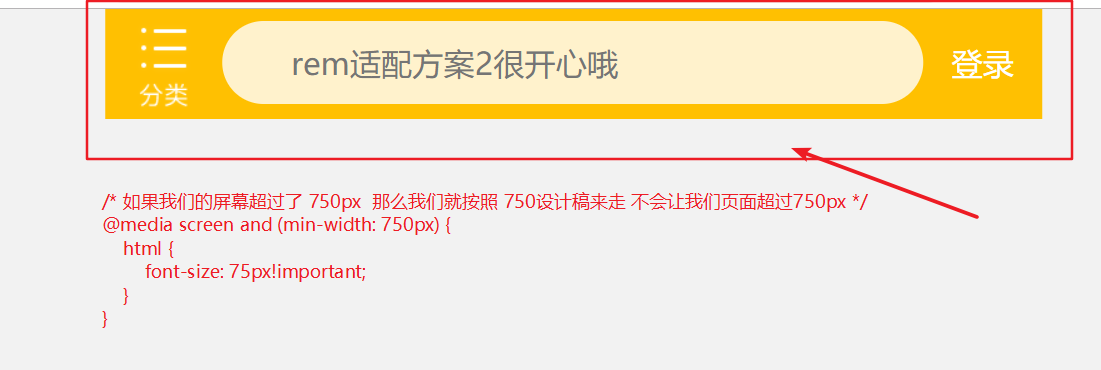 分类
rem适配方案2很开心哦
登录
/* 如果我们的屏幕超过了 750px  那么我们就按照 750设计稿来走 不会让我们页面超过750px */
@media screen and (min-width: 750px) {
    html {
        font-size: 75px!important;
    }
}